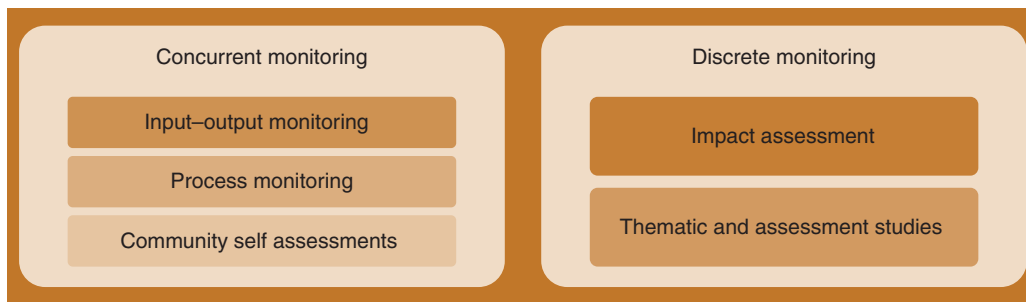 Concurrent monitoring
Input–output monitoring
Process monitoring
Community self assessments
Discrete monitoring
Impact assessment
Thematic and assessment studies